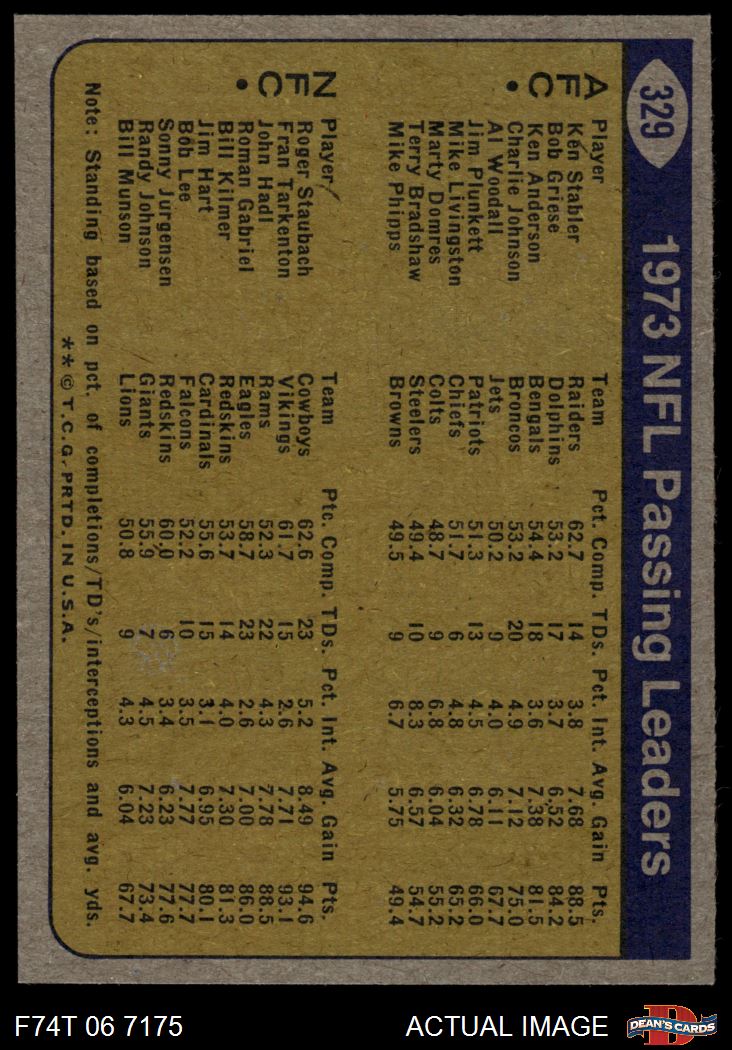 329 1973 NFL Passing Leaders
AFC •
Player Team Pct. Comp. TDs. Pct. Int. Avg. Gain Pts.
Ken Stabler Raiders 62.7 14 3.8 7.68 88.5
Bob Griese Dolphins 53.2 17 3.7 6.52 84.2
Ken Anderson Bengals 54.4 18 3.6 7.38 81.5
Charlie Johnson Broncos 53.2 20 4.9 7.12 75.0
Al Woodall Jets 50.2 9 4.0 6.11 67.7
Jim Plunkett Patriots 51.3 13 4.5 6.78 66.0
Mike Livingston Chiefs 51.7 6 4.8 6.32 65.2
Marty Domres Colts 48.7 9 6.8 6.04 55.2
Terry Bradshaw Steelers 49.4 10 8.3 6.57 54.7
Mike Phipps Browns 49.5 9 6.7 5.75 49.4
NFC •
Player Team Ptc. Comp. TDs. Pct. Int. Avg. Gain Pts.
Roger Staubach Cowboys 62.6 23 5.2 8.49 94.6
Fran Tarkenton Vikings 61.7 15 2.6 7.71 93.1
John Hadl Rams 52.3 22 4.3 7.78 88.5
Roman Gabriel Eagles 58.7 23 2.6 7.00 86.0
Bill Kilmer Redskins 53.7 14 4.0 7.30 81.3
Jim Hart Cardinals 55.6 15 3.1 6.95 80.1
Bob Lee Falcons 52.2 10 3.5 7.77 77.7
Sonny Jurgensen Redskins 60.0 6 3.4 6.23 77.6
Randy Johnson Giants 55.9 7 4.5 7.23 73.4
Bill Munson Lions 50.8 9 4.3 6.04 67.7
Note: Standing based on pct. of completions/TD's/interceptions and avg. yds.
**© T.C.G. PRTD. IN U.S.A.
F74T 06 7175 ACTUAL IMAGE DEAN'S CARDS